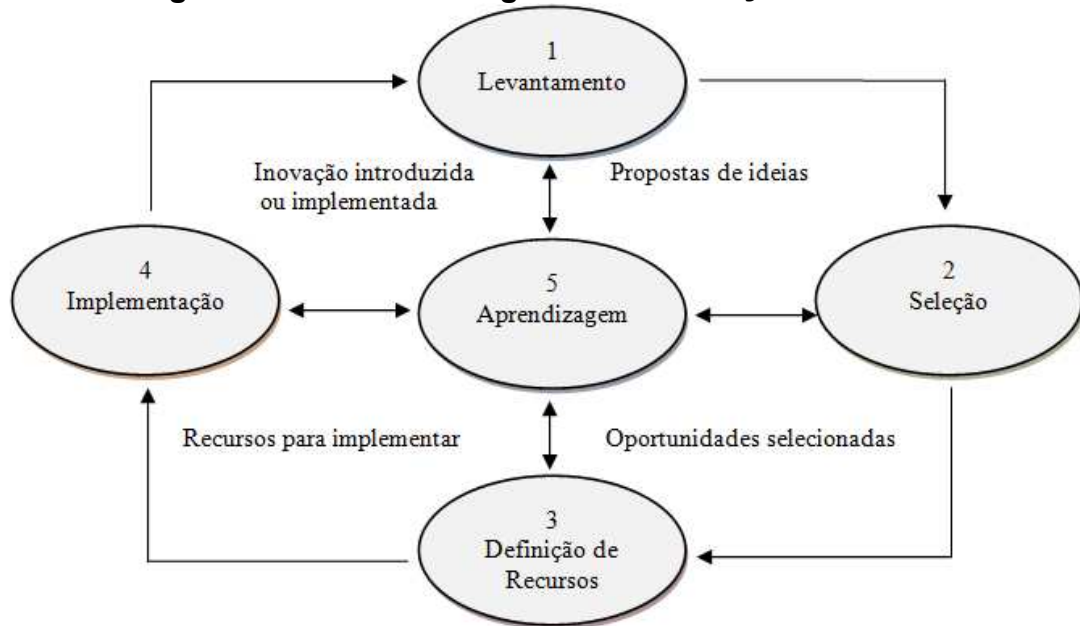 1
Levantamento
Inovação introduzida
ou implementada
Propostas de ideias
4
Implementação
5
Aprendizagem
2
Seleção
Recursos para implementar
Oportunidades selecionadas
3
Definição de
Recursos